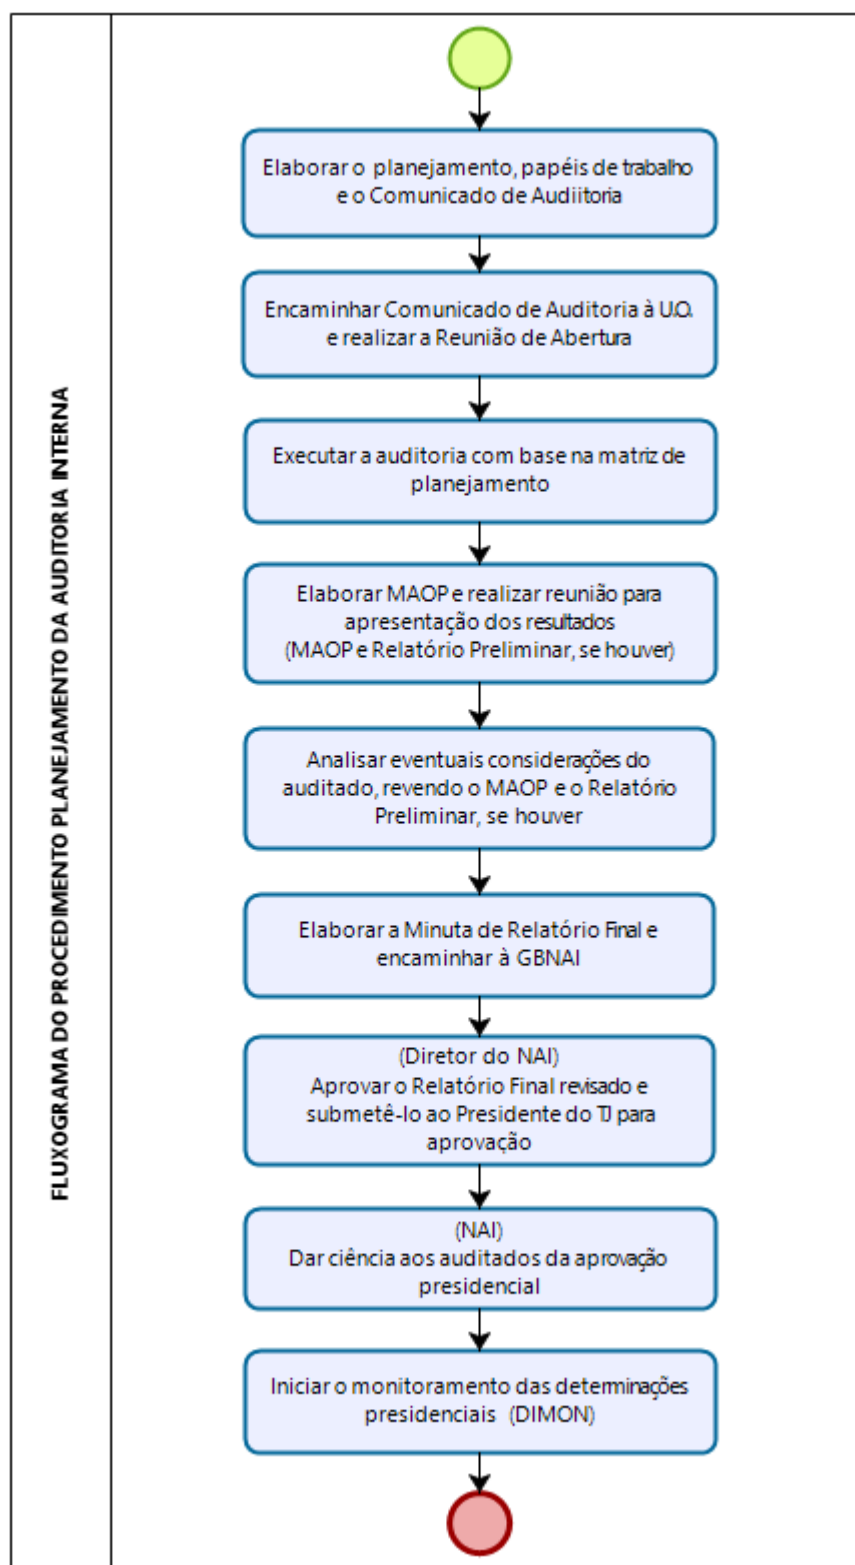 FLUXOGRAMA DO PROCEDIMENTO PLANEJAMENTO DA AUDITORIA INTERNA
Elaborar o planejamento, papéis de trabalho
e o Comunicado de Audiitoria
Encaminhar Comunicado de Auditoria à U.O.
e realizar a Reunião de Abertura
Executar a auditoria com base na matriz de
planejamento
Elaborar MAOP e realizar reunião para
apresentação dos resultados
(MAOP e Relatório Preliminar, se houver)
Analisar eventuais considerações do
auditado, revendo o MAOP e o Relatório
Preliminar, se houver
Elaborar a Minuta de Relatório Final e
encaminhar à GBNAI
(Diretor do NAI)
Aprovar o Relatório Final revisado e
submetê-lo ao Presidente do TJ para
aprovação
(NAI)
Dar ciência aos auditados da aprovação
presidencial
Iniciar o monitoramento das determinações
presidenciais (DIMON)